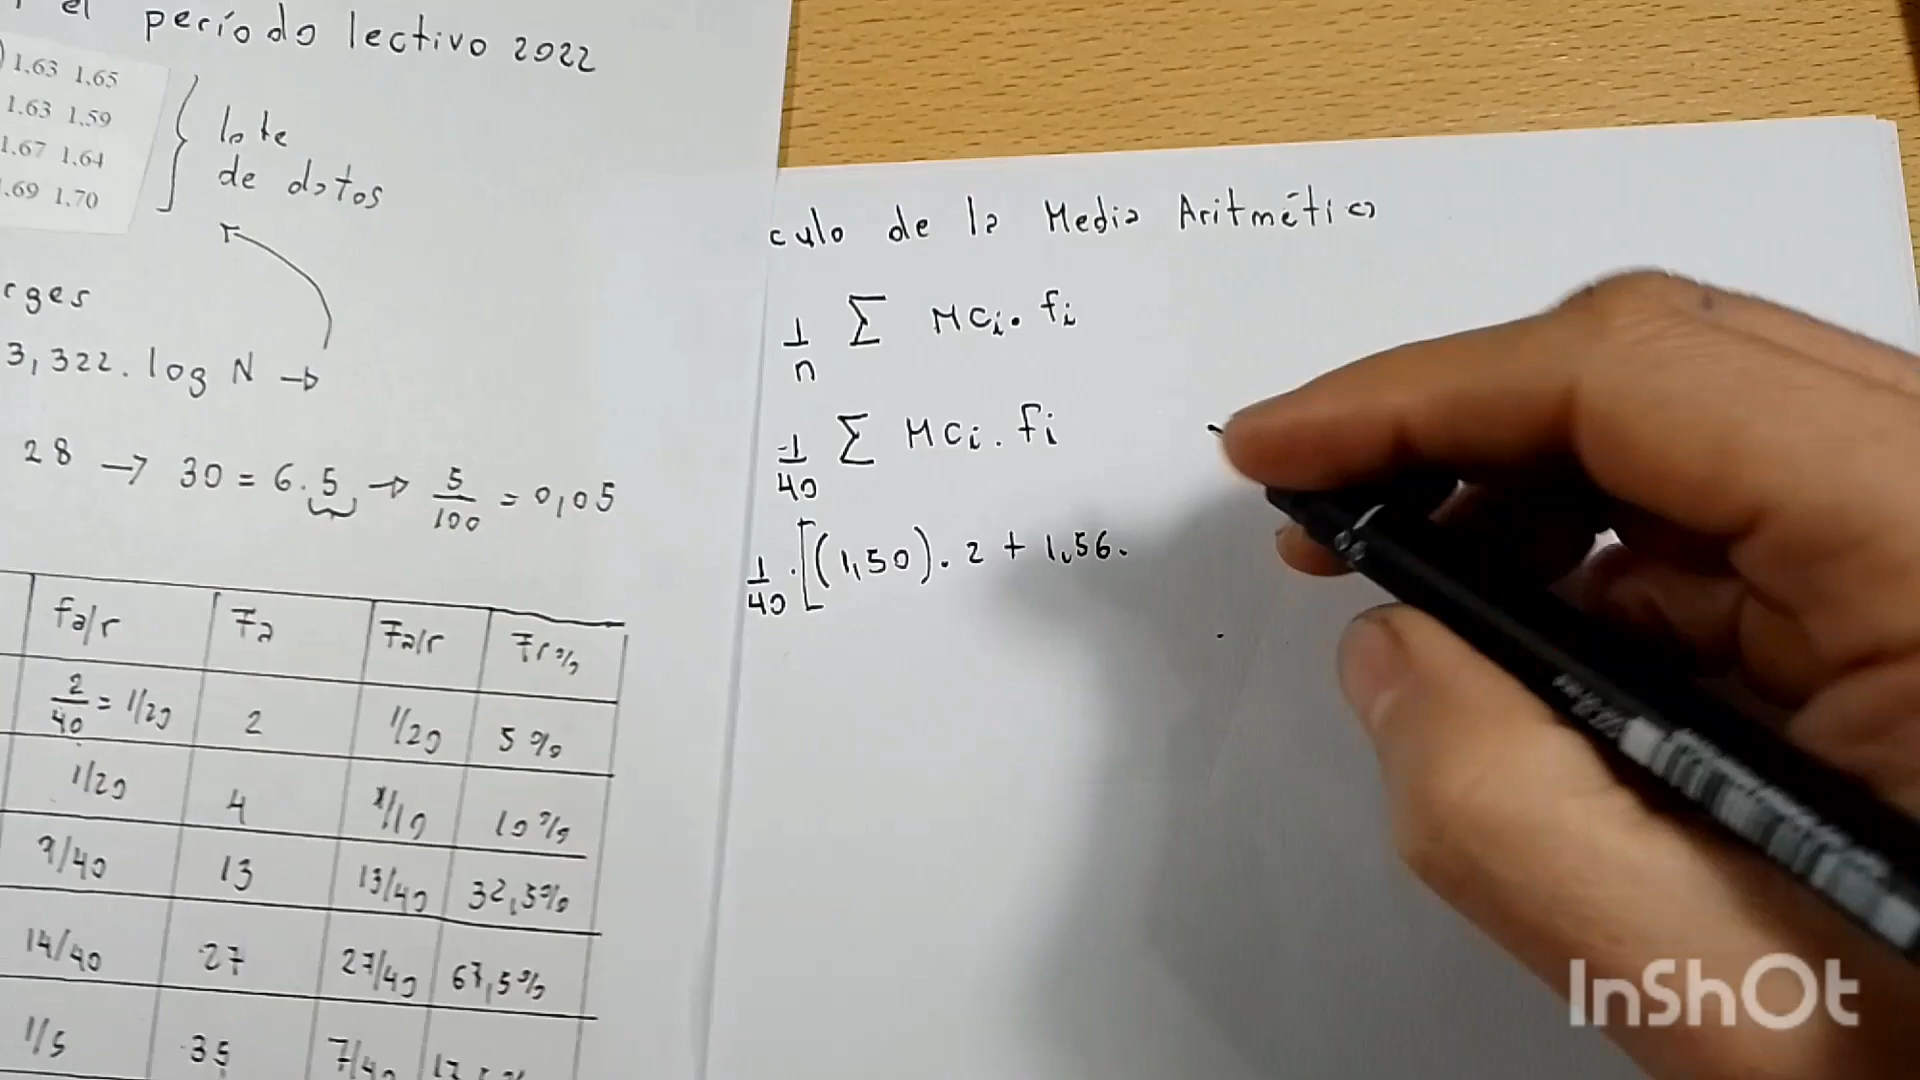 el período lectivo 2022
1.63 1.65
1.63 1.59
1.67 1.64
.69 1.70
lote
de datos
rges
3,322. log N →
28 → 30 = 6.5 → 5/100 = 0,05
fa/r Fa Fa/r Fr%
2/40 = 1/20 2 1/20 5%
1/20 4 1/10 10%
9/40 13 13/40 32,5%
14/40 27 27/40 67,5%
1/5 35 7/40
culo de la Media Aritmética
1/n Σ MCi. fi
1/40 Σ MCi. fi
1/40 . [(1,50). 2 + 1,56.
InShOt